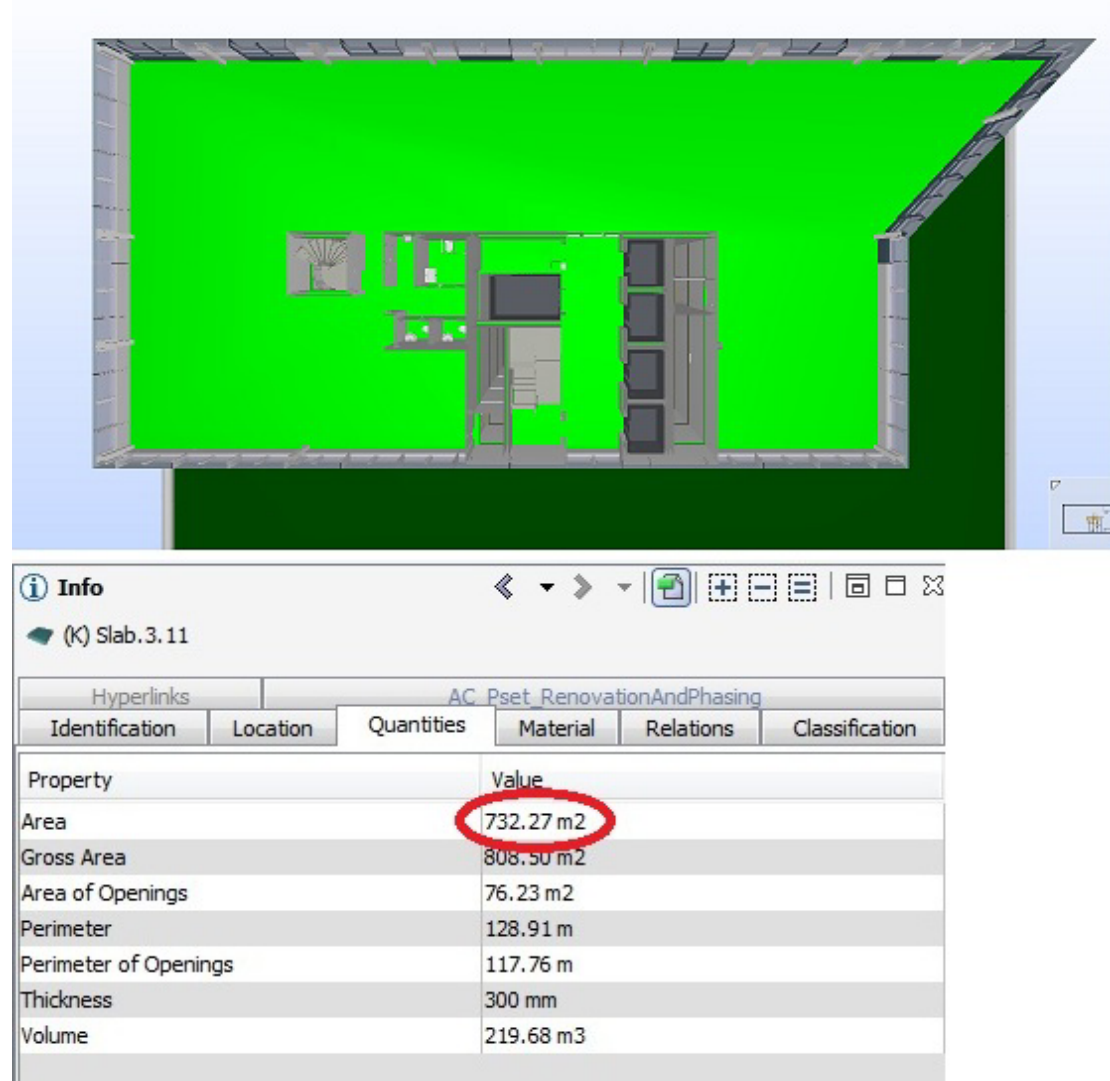 Info
(K) Slab.3.11
Hyperlinks AC_Pset_RenovationAndPhasing
Identification Location Quantities Material Relations Classification
Property Value
Area 732.27 m2
Gross Area 808.50 m2
Area of Openings 76.23 m2
Perimeter 128.91 m
Perimeter of Openings 117.76 m
Thickness 300 mm
Volume 219.68 m3